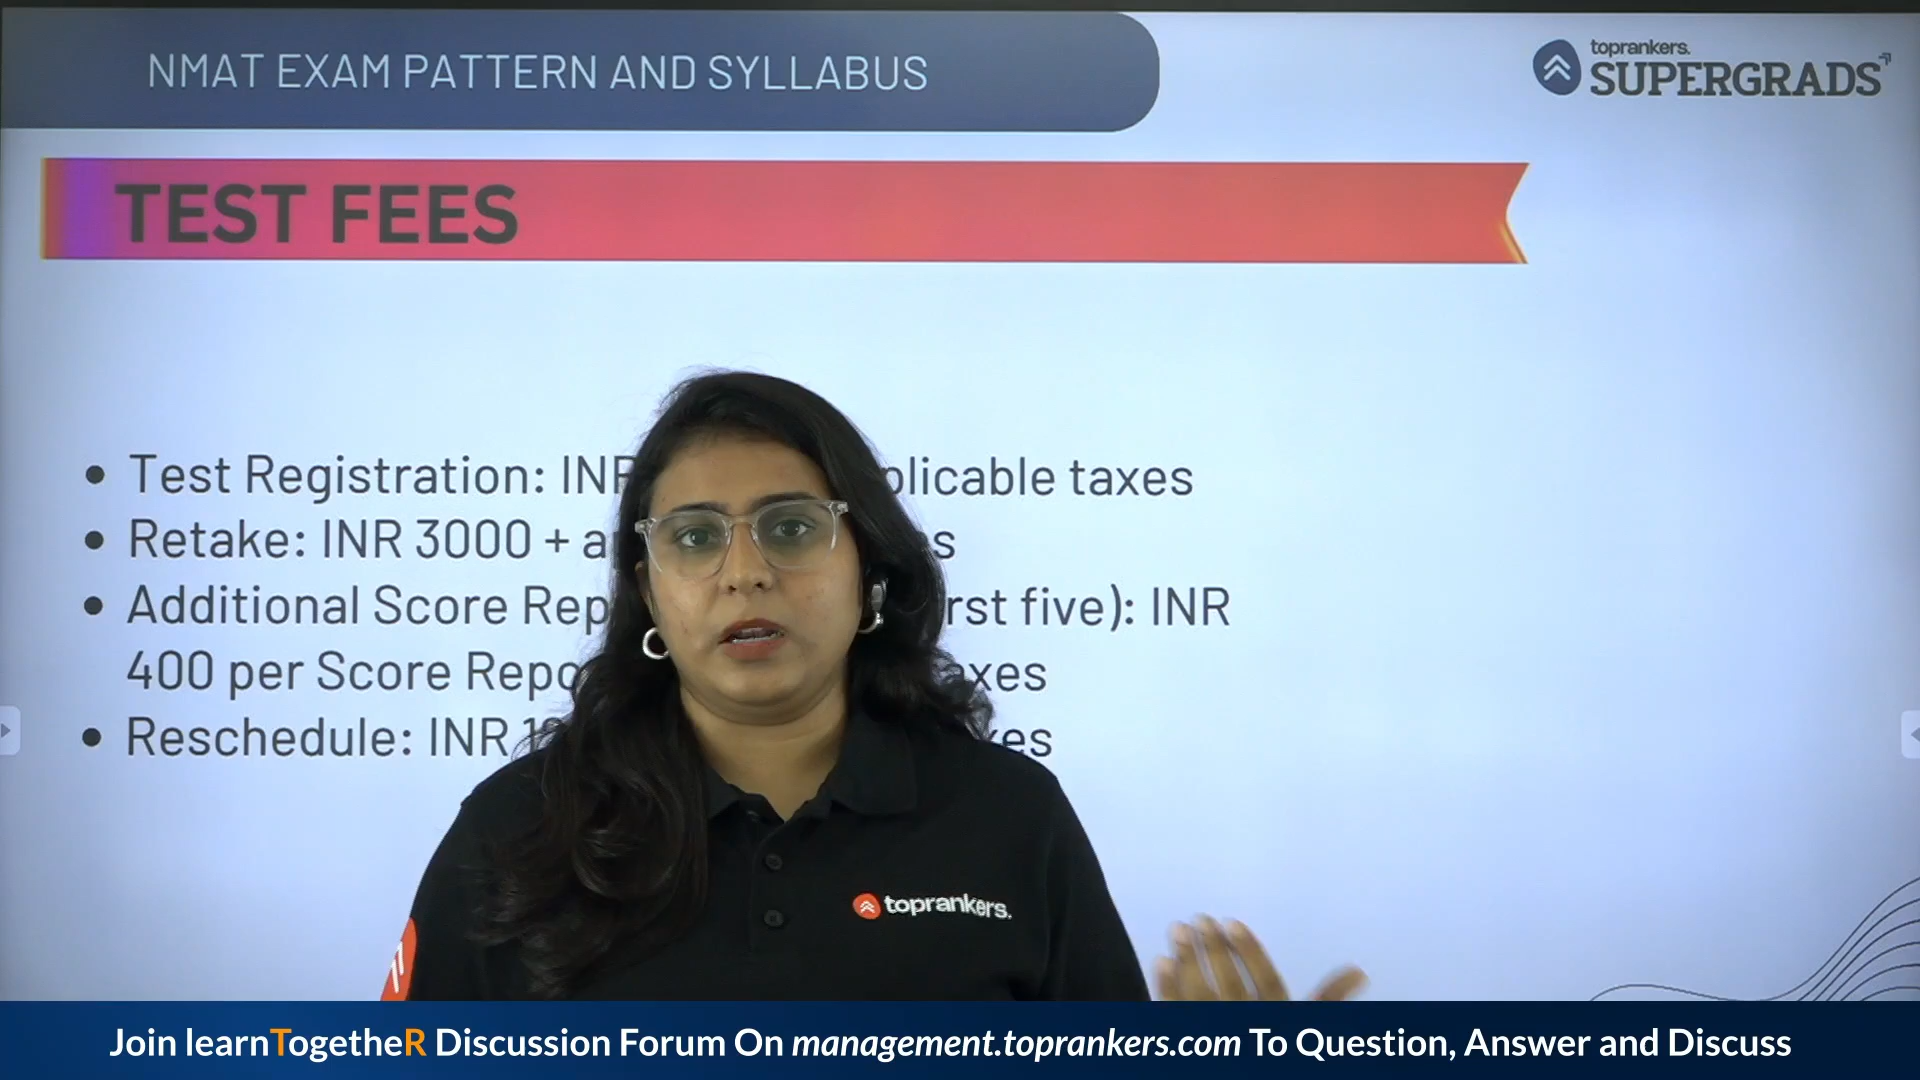 NMAT EXAM PATTERN AND SYLLABUS
toprankers.
SUPERGRADS
TEST FEES
Test Registration: INR plicable taxes
Retake: INR 3000 + a
Additional Score Rep rst five): INR
400 per Score Repo axes
Reschedule: INR
toprankers.
Join learnTogetheR Discussion Forum On management.toprankers.com To Question, Answer and Discuss